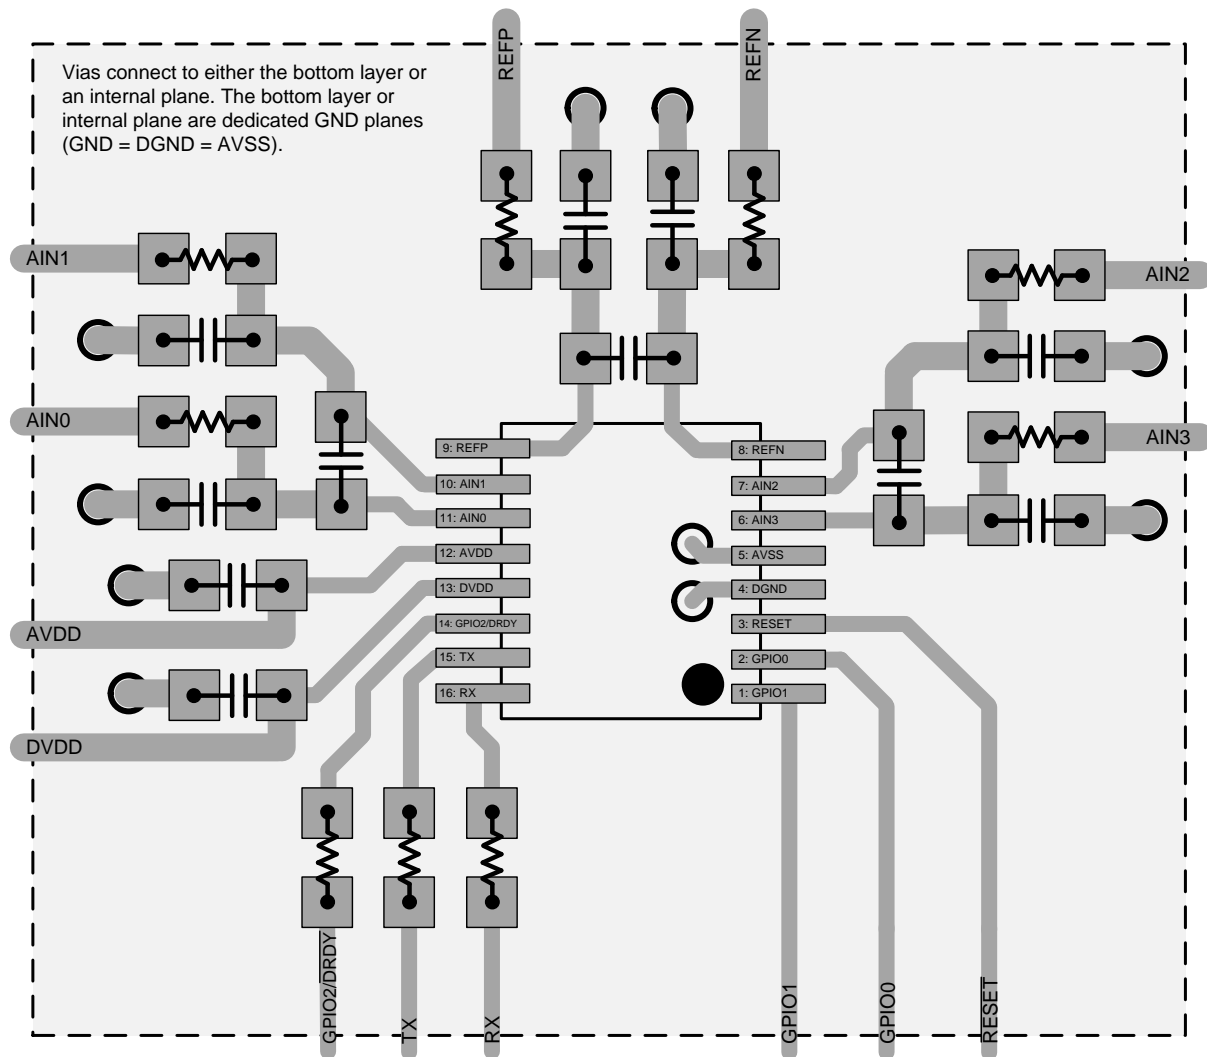 REFP
REFN
Vias connect to either the bottom layer or
an internal plane. The bottom layer or
internal plane are dedicated GND planes
(GND = DGND = AVSS).
AIN1
AIN2
AIN0
AIN3
9: REFP
8: REFN
10: AIN1
7: AIN2
11: AIN0
6: AIN3
12: AVDD
5: AVSS
13: DVDD
4: DGND
14: GPIO2/DRDY
3: RESET
15: TX
2: GPIO0
16: RX
1: GPIO1
AVDD
DVDD
GPIO2/D̅R̅D̅Y̅
TX
RX
GPIO1
GPIO0
R̅E̅S̅E̅T̅